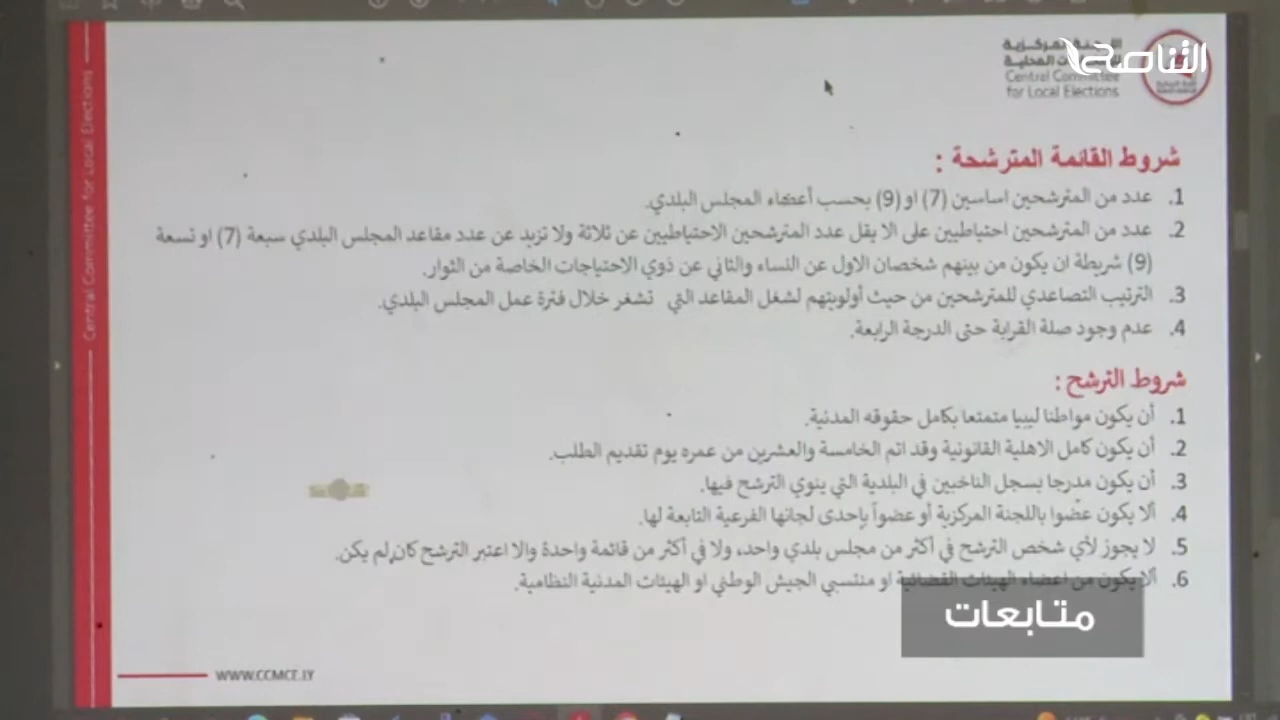 التناصح
اللجنة المركزية
للانتخابات المحلية
Central Committee
for Local Elections
شروط القائمة المترشحة :
1. عدد من المترشحين اساسين (7) او (9) بحسب أعضاء المجلس البلدي.
2. عدد من المترشحين احتياطيين على الا يقل عدد المترشحين الاحتياطيين عن ثلاثة ولا تزيد عن عدد مقاعد المجلس البلدي سبعة (7) او تسعة
(9) شريطة ان يكون من بينهم شخصان الاول عن النساء والثاني عن ذوي الاحتياجات الخاصة من الثوار.
3. الترتيب التصاعدي للمترشحين من حيث أولويتهم لشغل المقاعد التي تشغر خلال فترة عمل المجلس البلدي.
4. عدم وجود صلة القرابة حتى الدرجة الرابعة.
شروط الترشح :
1. أن يكون مواطنا ليبيا متمتعا بكامل حقوقه المدنية.
2. أن يكون كامل الاهلية القانونية وقد اتم الخامسة والعشرين من عمره يوم تقديم الطلب.
3. أن يكون مدرجا بسجل الناخبين في البلدية التي ينوي الترشح فيها.
4. ألا يكون عضوا باللجنة المركزية أو عضواً بإحدى لجانها الفرعية التابعة لها.
5. لا يجوز لأي شخص الترشح في أكثر من مجلس بلدي واحد، ولا في أكثر من قائمة واحدة والا اعتبر الترشح كان لم يكن.
6. ألا يكون من اعضاء الهيئات القضائية او منتسبي الجيش الوطني او الهيئات المدنية النظامية.
متابعات
WWW.CCMCE.LY
Central Committee for Local Elections